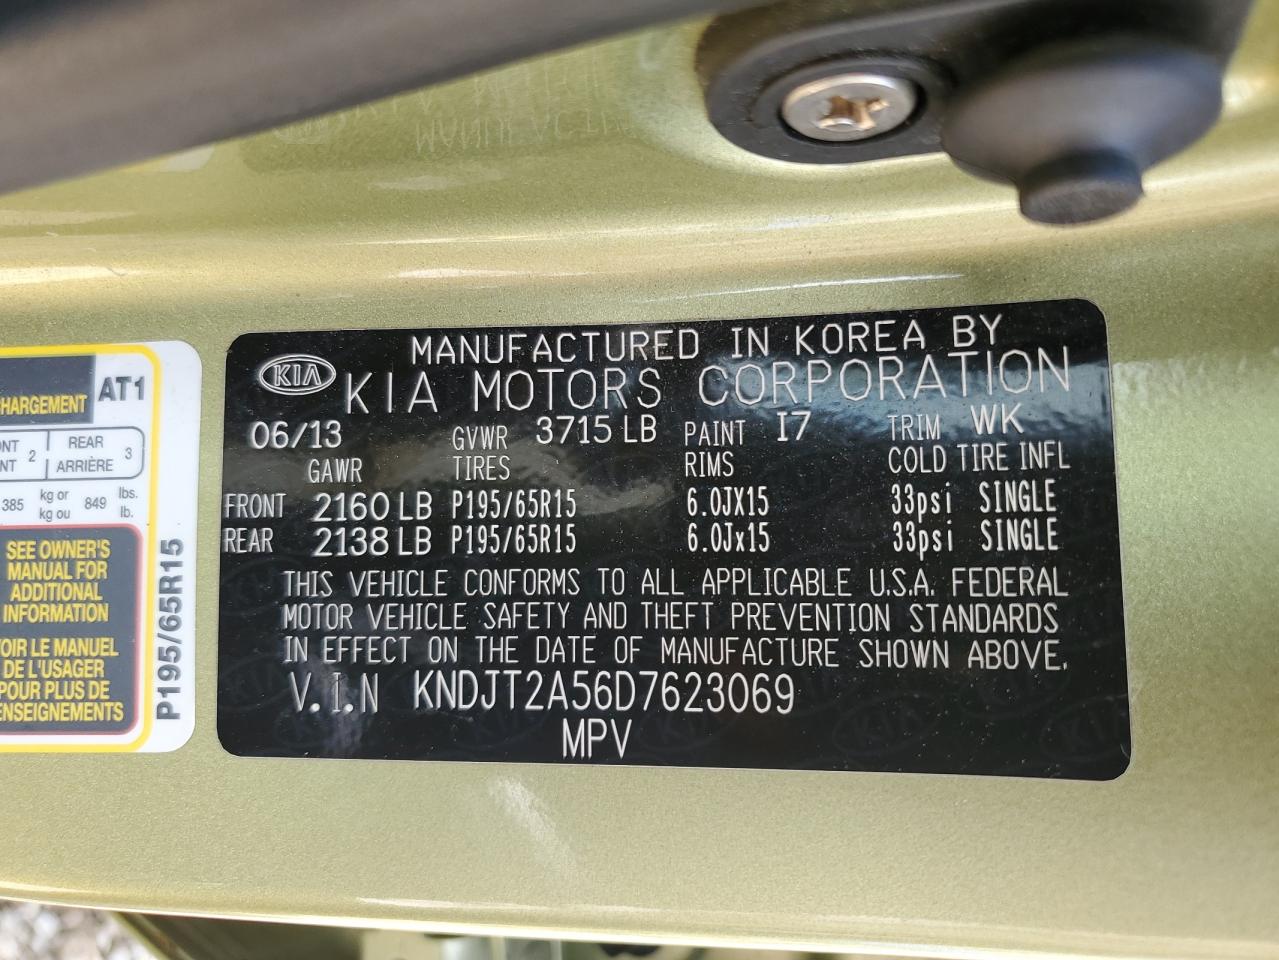 MANUFACTURED IN KOREA BY
KIA KIA MOTORS CORPORATION
06/13 GVWR 3715 LB PAINT I7 TRIM WK
GAWR TIRES RIMS COLD TIRE INFL
FRONT 2160 LB P195/65R15 6.0JX15 33psi SINGLE
REAR 2138 LB P195/65R15 6.0Jx15 33psi SINGLE
THIS VEHICLE CONFORMS TO ALL APPLICABLE U.S.A. FEDERAL
MOTOR VEHICLE SAFETY AND THEFT PREVENTION STANDARDS
IN EFFECT ON THE DATE OF MANUFACTURE SHOWN ABOVE.
V.I.N KNDJT2A56D7623069
MPV
AT1
2 REAR 3
ARRIÈRE
385 kg or 849 lbs.
kg ou lb.
SEE OWNER'S
MANUAL FOR
ADDITIONAL
INFORMATION
LE MANUEL
DE L'USAGER
POUR PLUS DE
P195/65R15